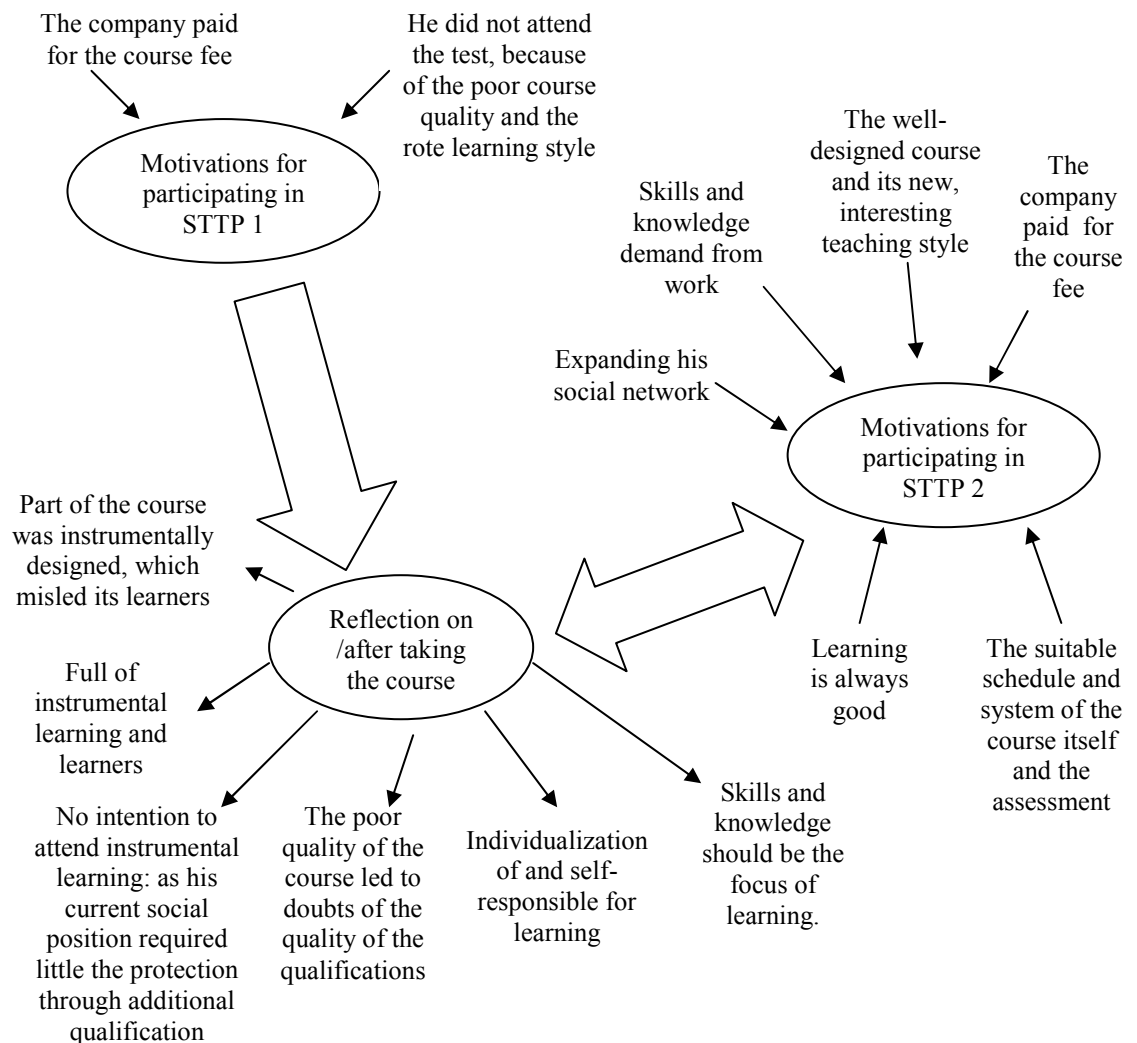 The company paid
for the course fee
He did not attend
the test, because
of the poor course
quality and the
rote learning style
Motivations for
participating in
STTP 1
The well-
designed course
and its new,
interesting
teaching style
The
company
paid for
the course
fee
Skills and
knowledge
demand from
work
Expanding his
social network
Motivations for
participating in
STTP 2
Part of the course
was instrumentally
designed, which
misled its learners
Reflection on
/after taking
the course
Learning
is always
good
The suitable
schedule and
system of the
course itself
and the
assessment
Full of
instrumental
learning and
learners
No intention to
attend instrumental
learning: as his
current social
position required
little the protection
through additional
qualification
The poor
quality of the
course led to
doubts of the
quality of the
qualifications
Individualization
of and self-
responsible for
learning
Skills and
knowledge
should be the
focus of
learning.